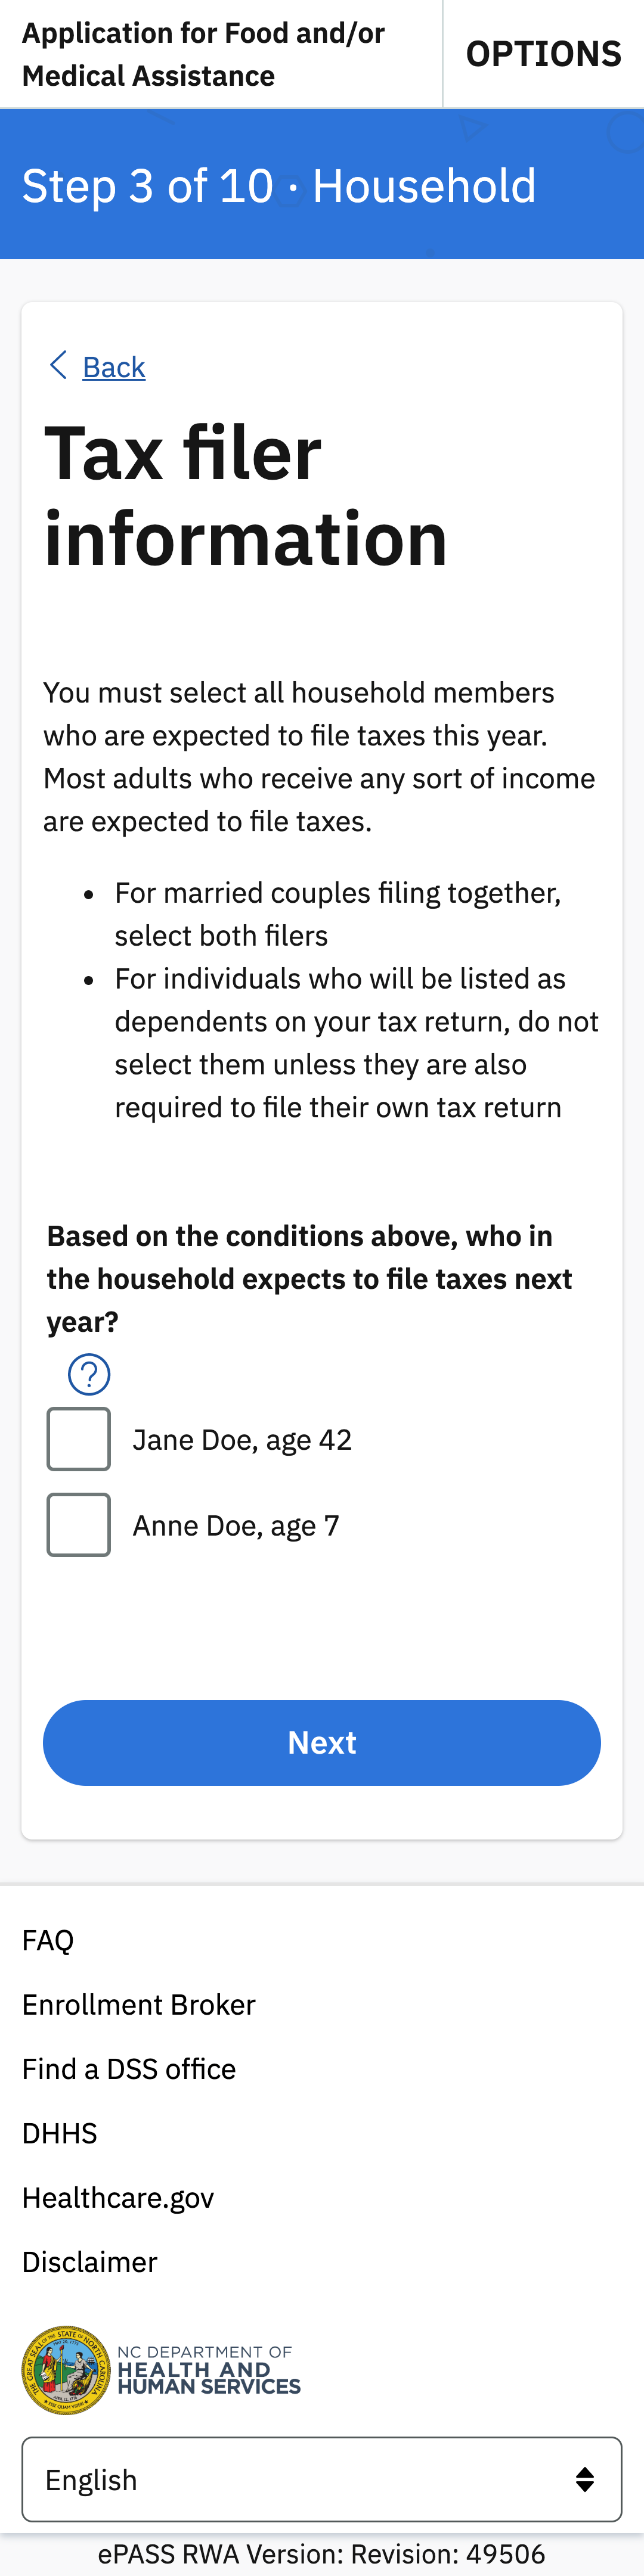 Application for Food and/or
Medical Assistance
OPTIONS
Step 3 of 10 · Household
Back
Tax filer
information
You must select all household members
who are expected to file taxes this year.
Most adults who receive any sort of income
are expected to file taxes.
• For married couples filing together,
select both filers
• For individuals who will be listed as
dependents on your tax return, do not
select them unless they are also
required to file their own tax return
Based on the conditions above, who in
the household expects to file taxes next
year?
?
Jane Doe, age 42
Anne Doe, age 7
Next
FAQ
Enrollment Broker
Find a DSS office
DHHS
Healthcare.gov
Disclaimer
THE GREAT SEAL OF THE STATE OF NORTH CAROLINA
ESSE QUAM VIDERI
NC DEPARTMENT OF
HEALTH AND
HUMAN SERVICES
English
ePASS RWA Version: Revision: 49506